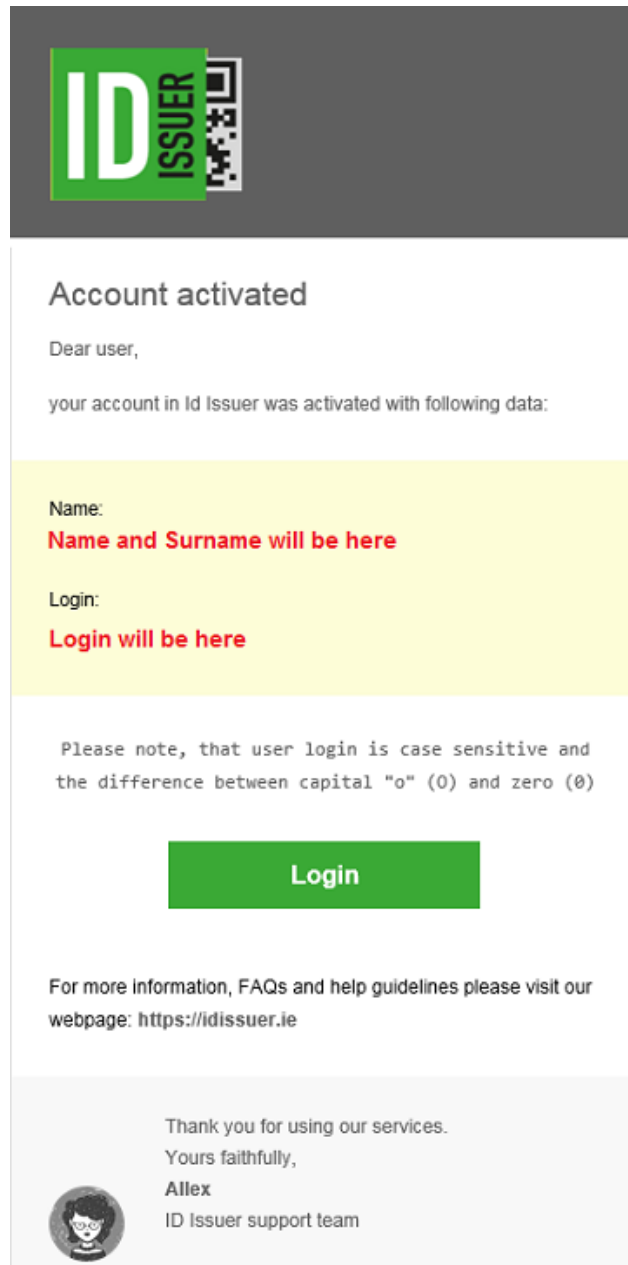 ID
ISSUER
Account activated
Dear user,
your account in Id Issuer was activated with following data:
Name:
Name and Surname will be here
Login:
Login will be here
Please note, that user login is case sensitive and
the difference between capital "o" (O) and zero (0)
Login
For more information, FAQs and help guidelines please visit our
webpage: https://idissuer.ie
Thank you for using our services.
Yours faithfully,
Allex
ID Issuer support team